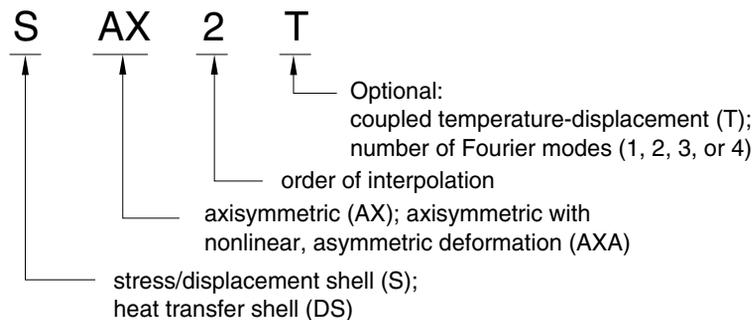 S AX 2 T
Optional:
coupled temperature-displacement (T);
number of Fourier modes (1, 2, 3, or 4)
order of interpolation
axisymmetric (AX); axisymmetric with
nonlinear, asymmetric deformation (AXA)
stress/displacement shell (S);
heat transfer shell (DS)